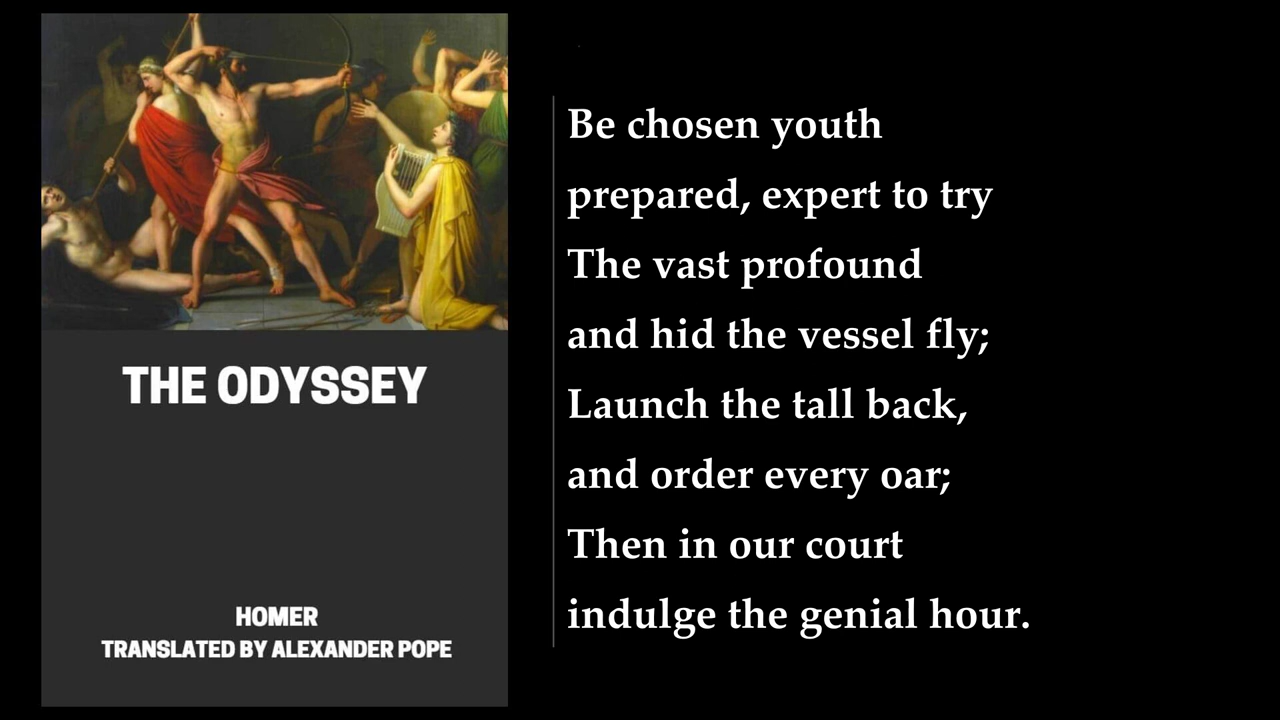 THE ODYSSEY
HOMER
TRANSLATED BY ALEXANDER POPE
Be chosen youth
prepared, expert to try
The vast profound
and hid the vessel fly;
Launch the tall back,
and order every oar;
Then in our court
indulge the genial hour.